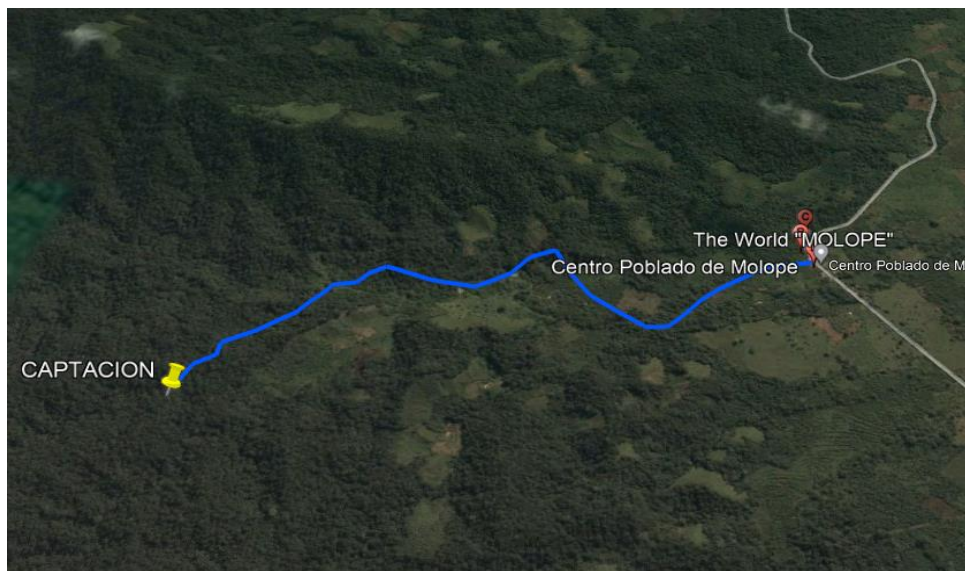 The World "MOLOPE"
Centro Poblado de Molope
Centro Poblado de M
CAPTACION